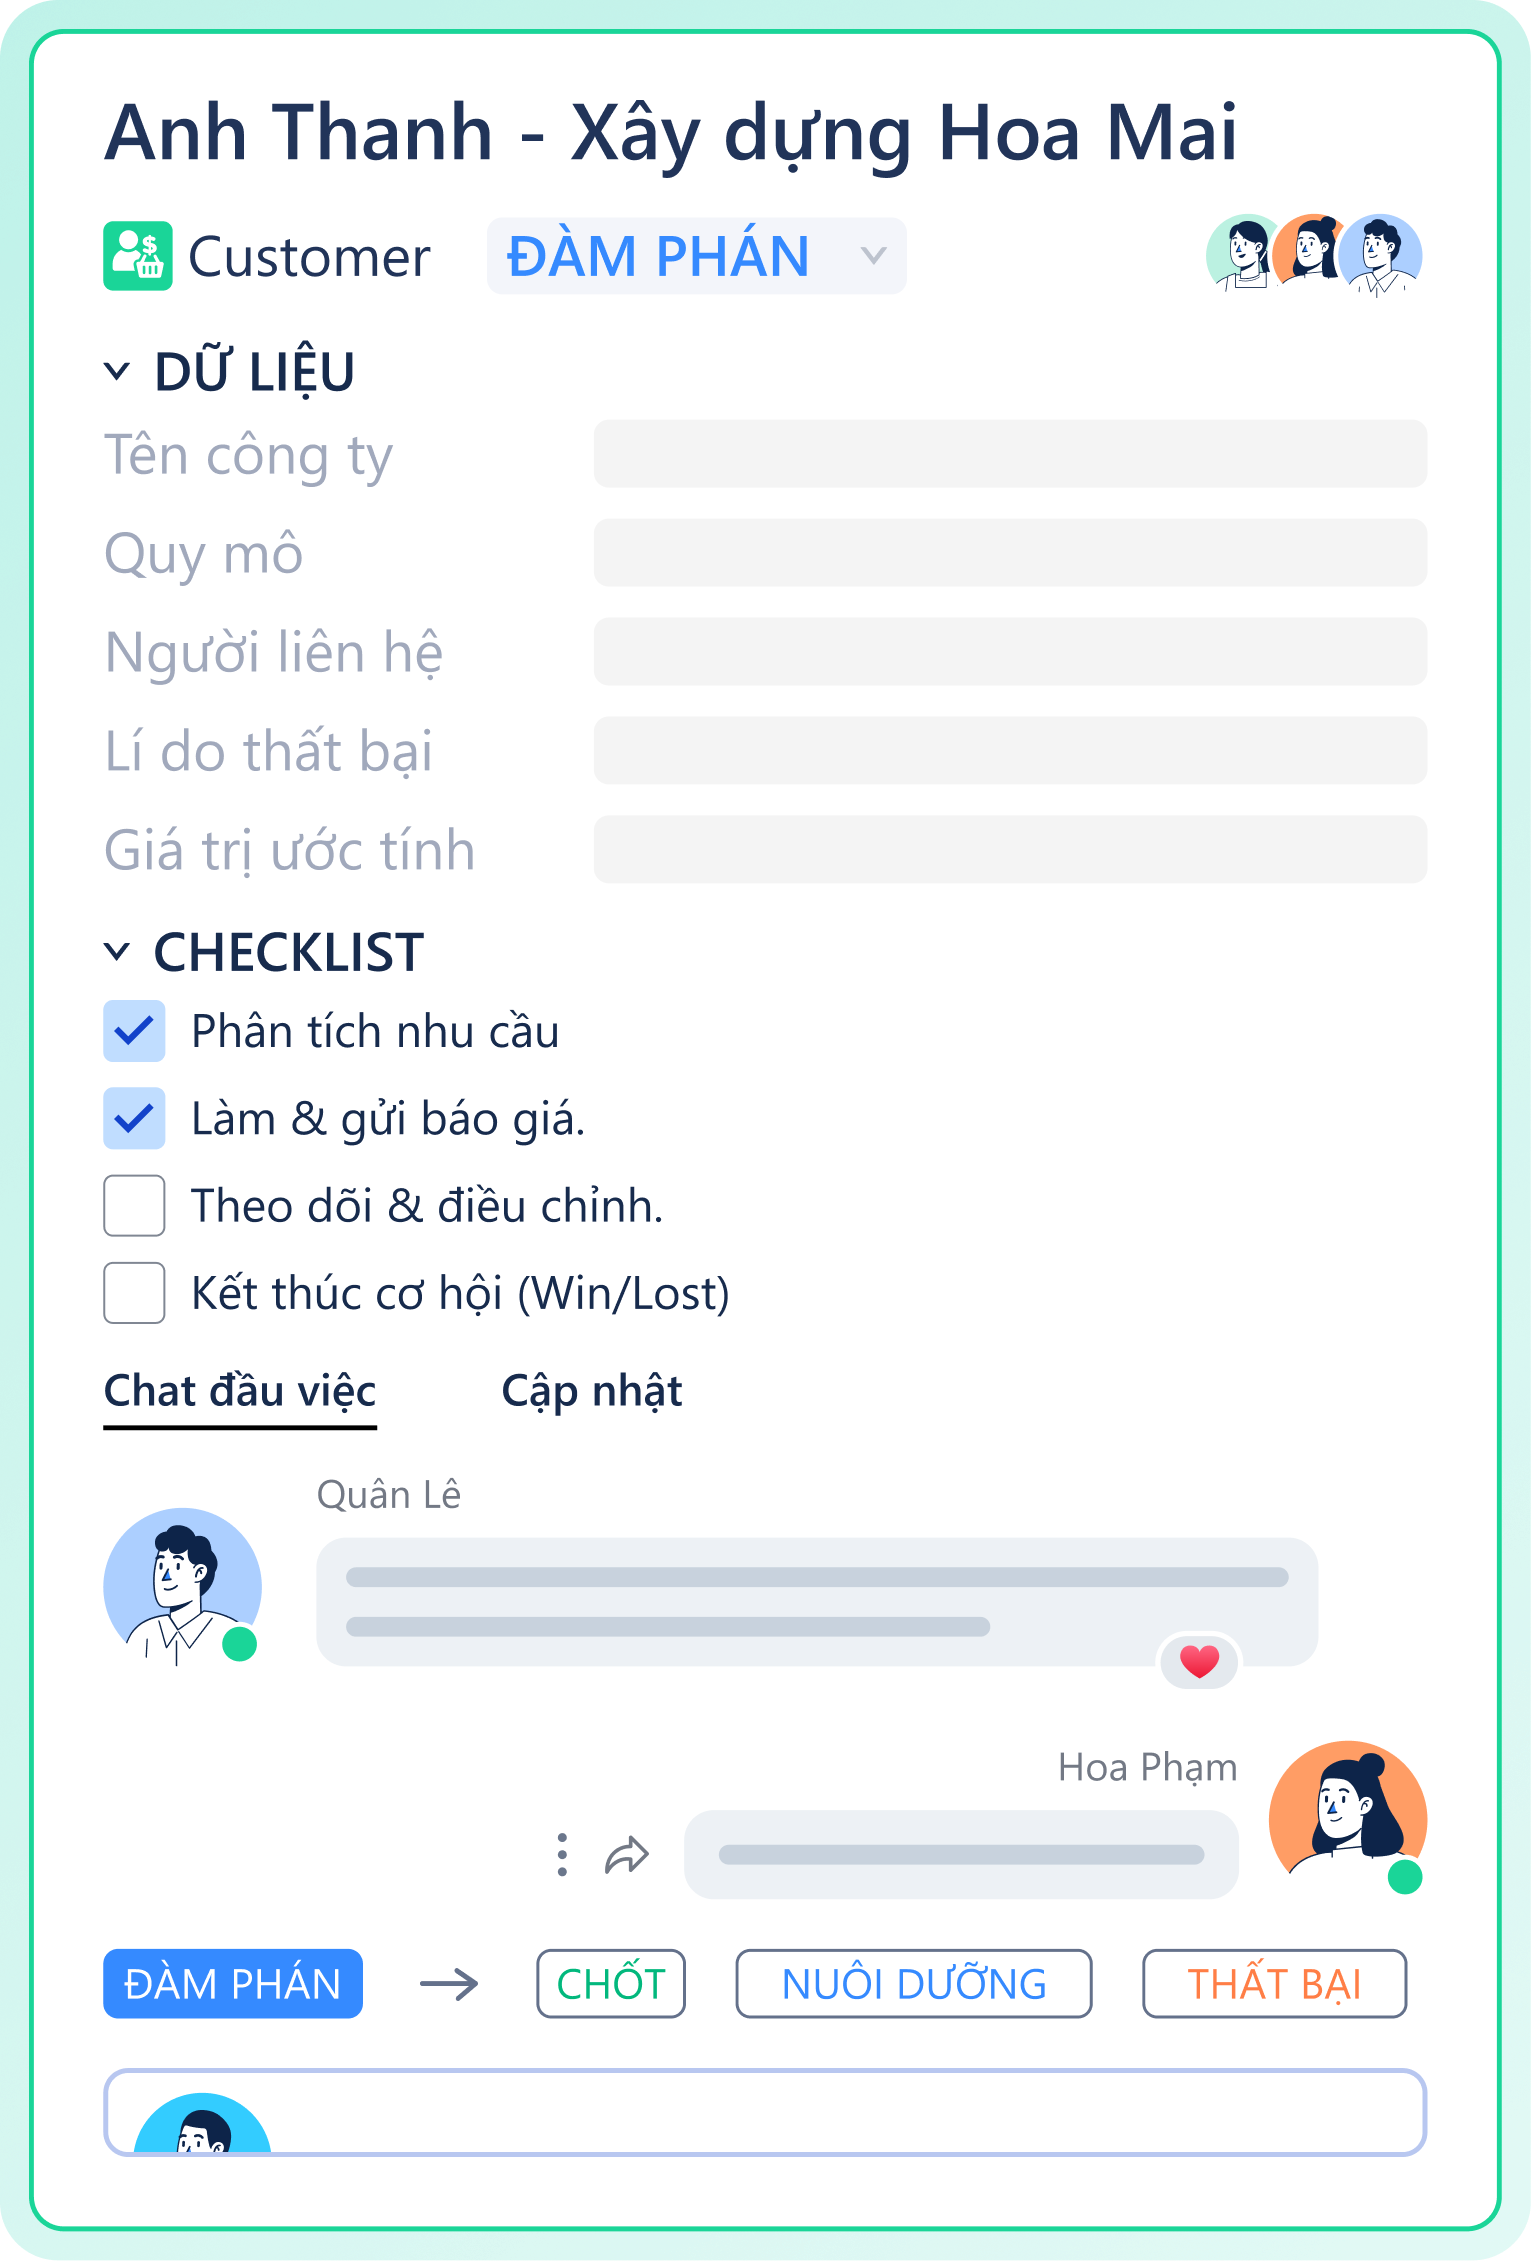 Anh Thanh - Xây dựng Hoa Mai
Customer
ĐÀM PHÁN
DỮ LIỆU
Tên công ty
Quy mô
Người liên hệ
Lí do thất bại
Giá trị ước tính
CHECKLIST
Phân tích nhu cầu
Làm & gửi báo giá.
Theo dõi & điều chỉnh.
Kết thúc cơ hội (Win/Lost)
Chat đầu việc
Cập nhật
Quân Lê
Hoa Phạm
ĐÀM PHÁN
CHỐT
NUÔI DƯỠNG
THẤT BẠI